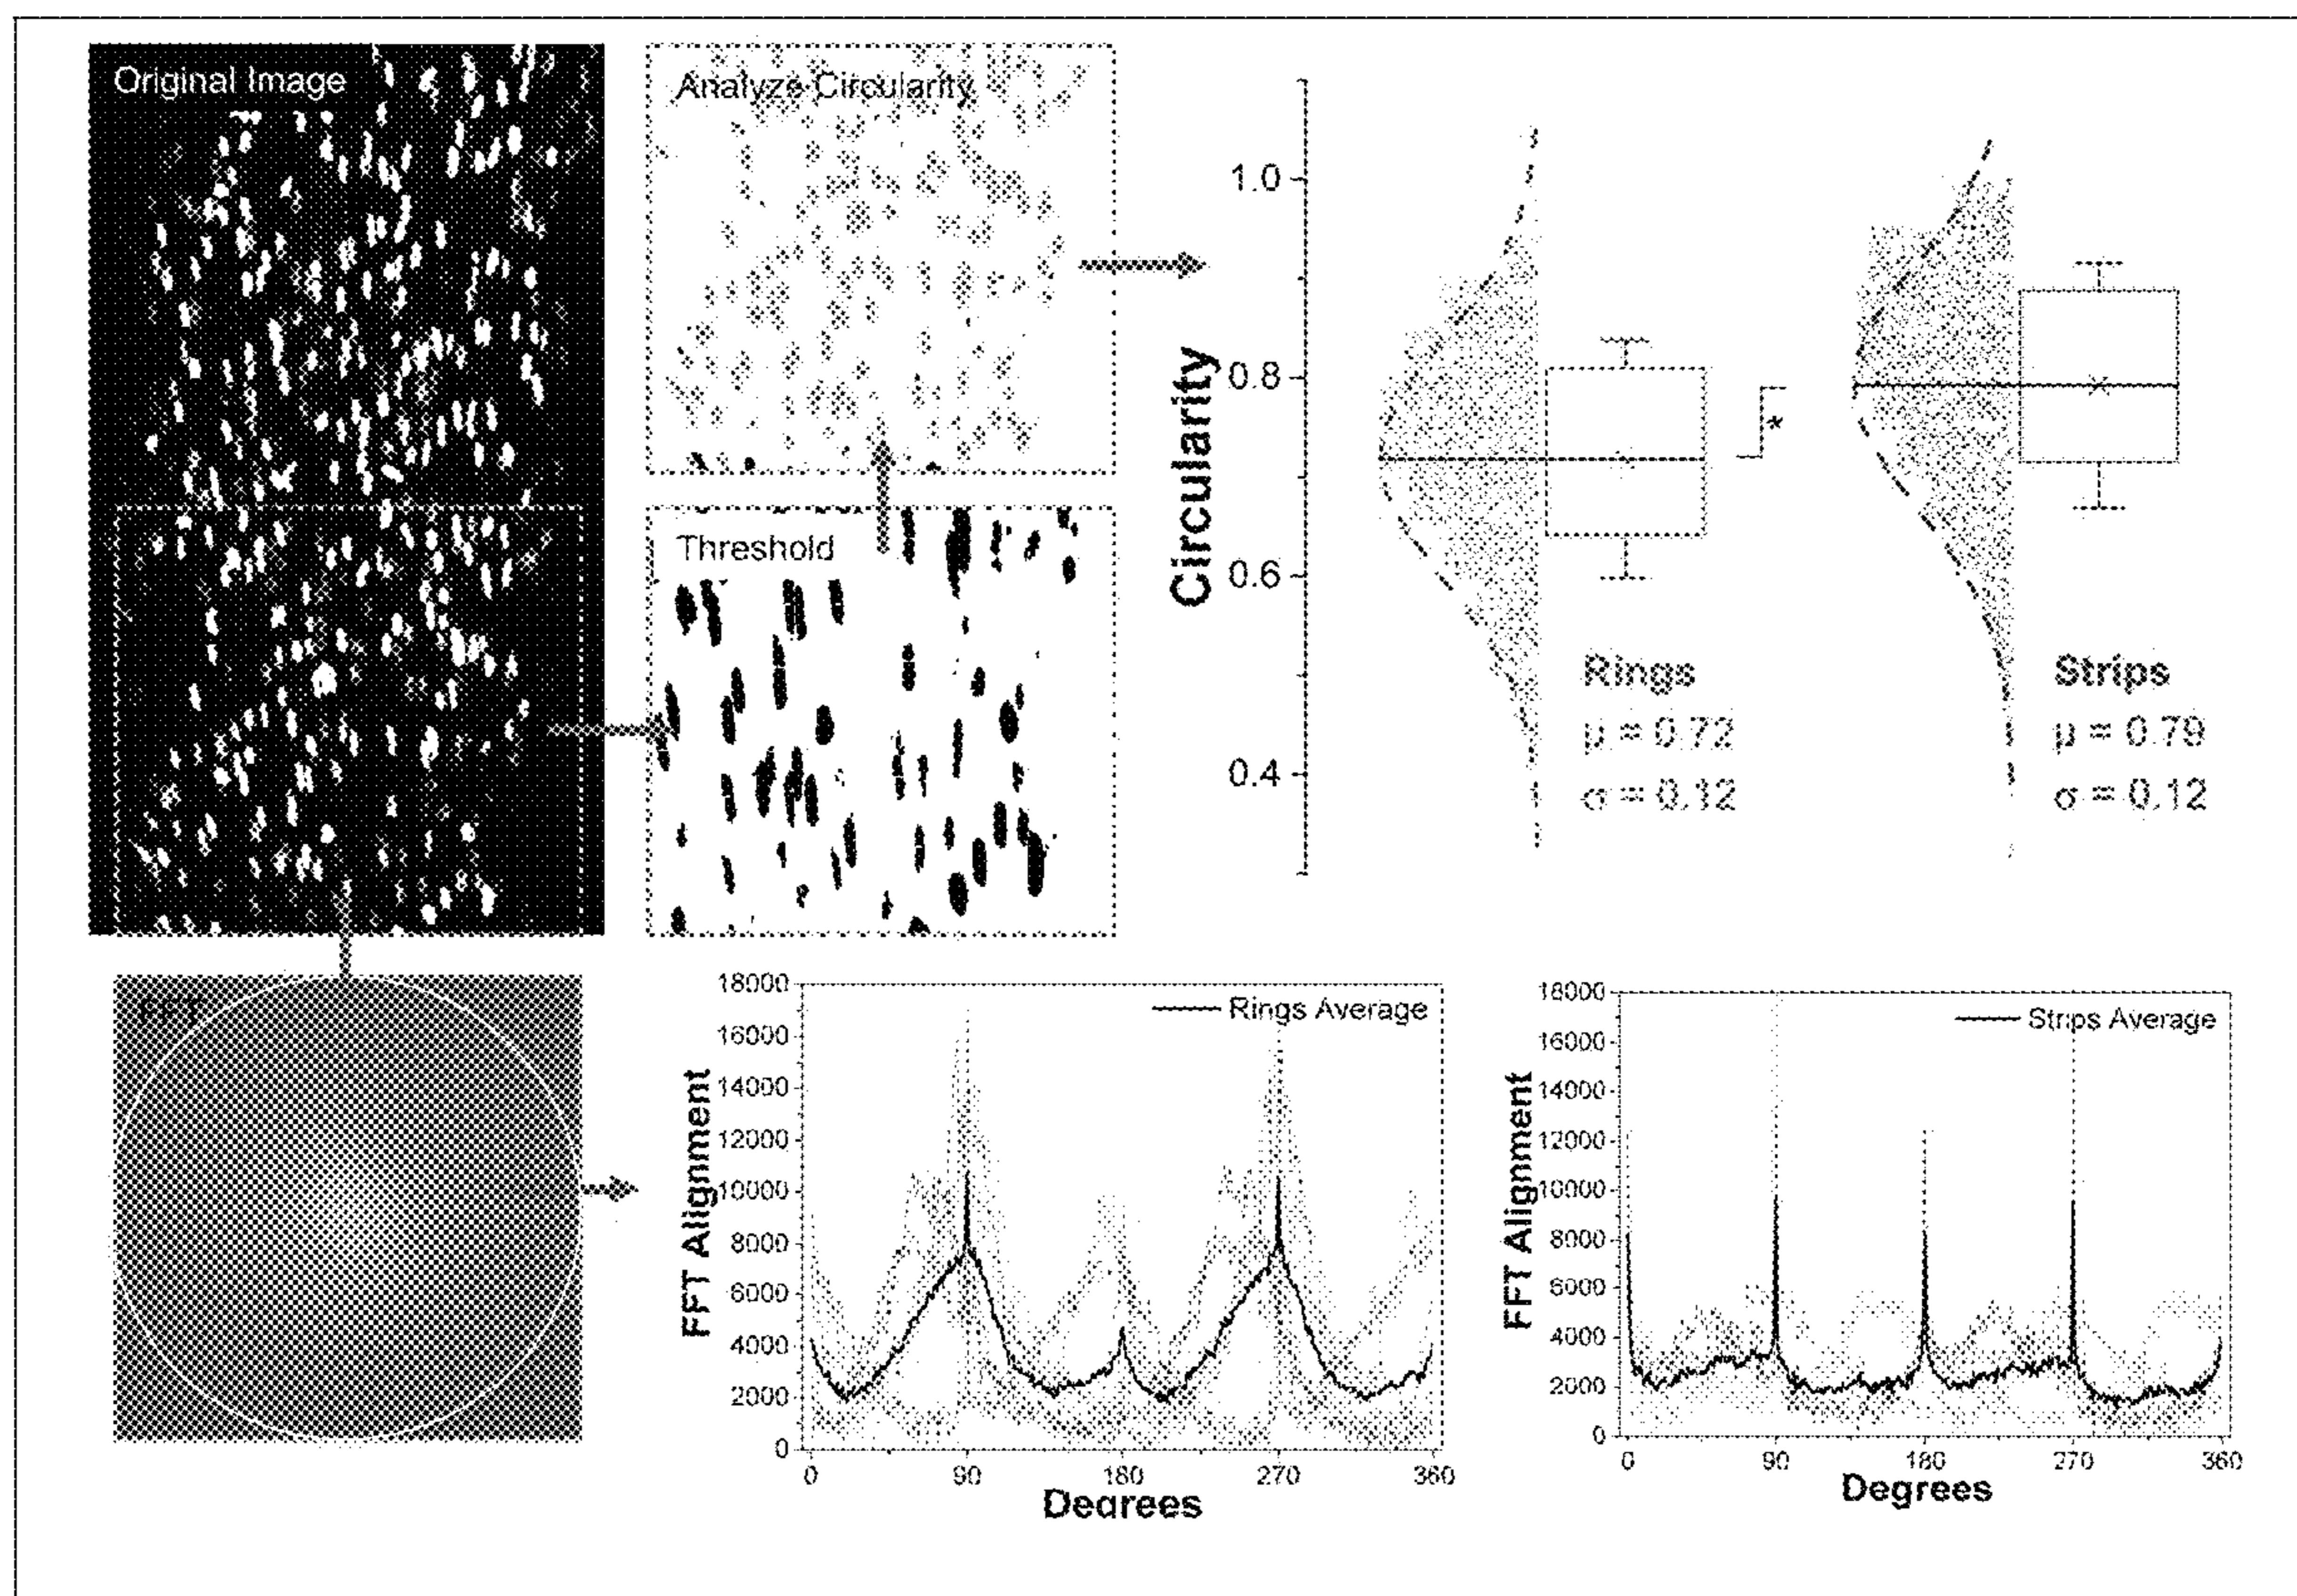 Original Image
Analyze Circularity
Threshold
FFT
Circularity
1.0
0.8
0.6
0.4
*
Rings
μ = 0.72
σ = 0.12
Strips
μ = 0.79
σ = 0.12
FFT Alignment
18000
16000
14000
12000
10000
8000
6000
4000
2000
0
Rings Average
0 90 180 270 360
Degrees
FFT Alignment
18000
16000
14000
12000
10000
8000
6000
4000
2000
0
Strips Average
0 90 180 270 360
Degrees